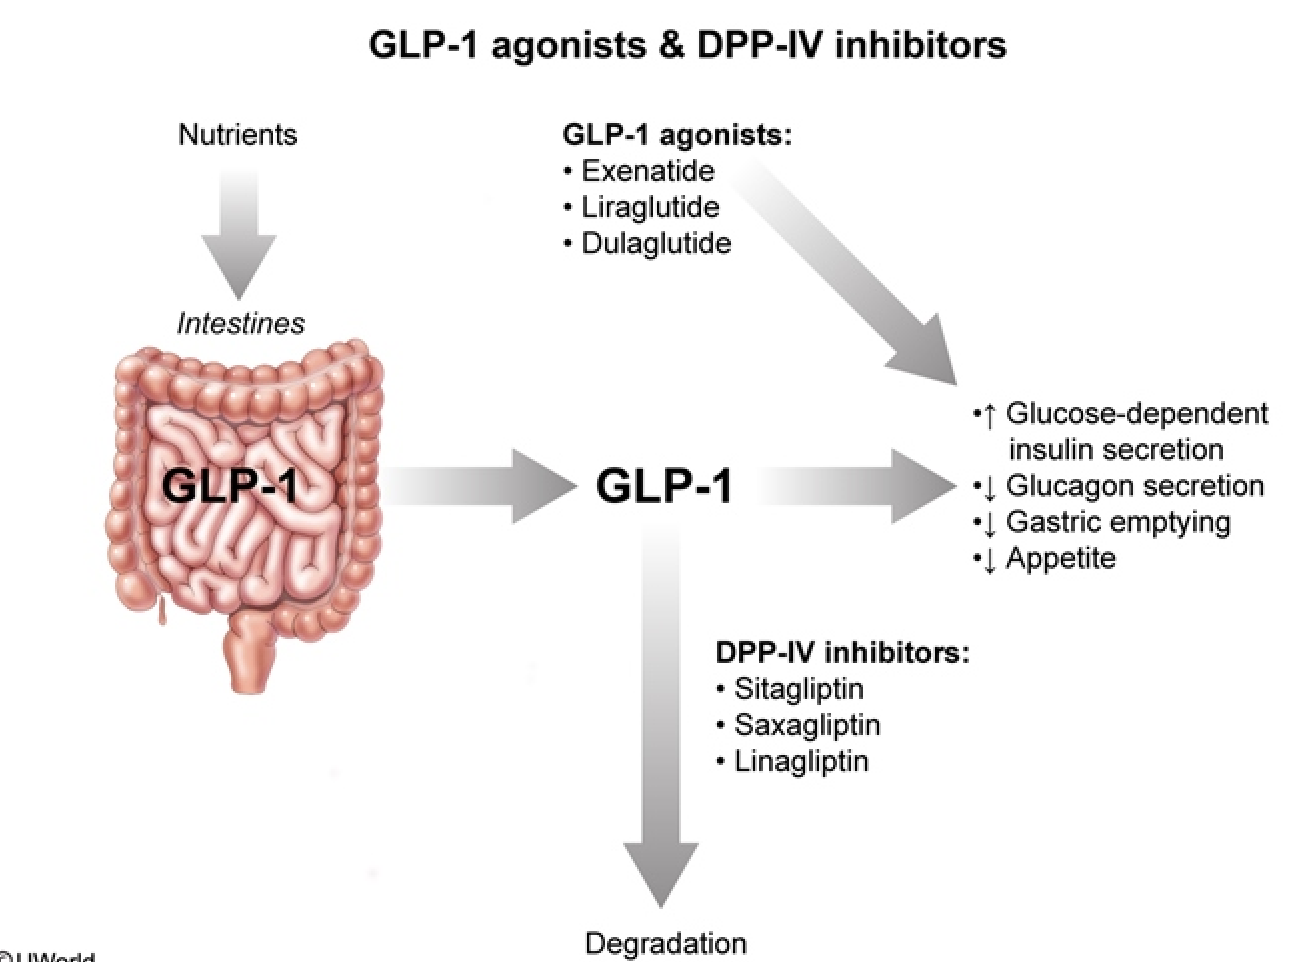 GLP-1 agonists & DPP-IV inhibitors
Nutrients
Intestines
GLP-1
GLP-1 agonists:
• Exenatide
• Liraglutide
• Dulaglutide
GLP-1
•↑ Glucose-dependent
insulin secretion
•↓ Glucagon secretion
•↓ Gastric emptying
•↓ Appetite
DPP-IV inhibitors:
• Sitagliptin
• Saxagliptin
• Linagliptin
Degradation
©UWorld